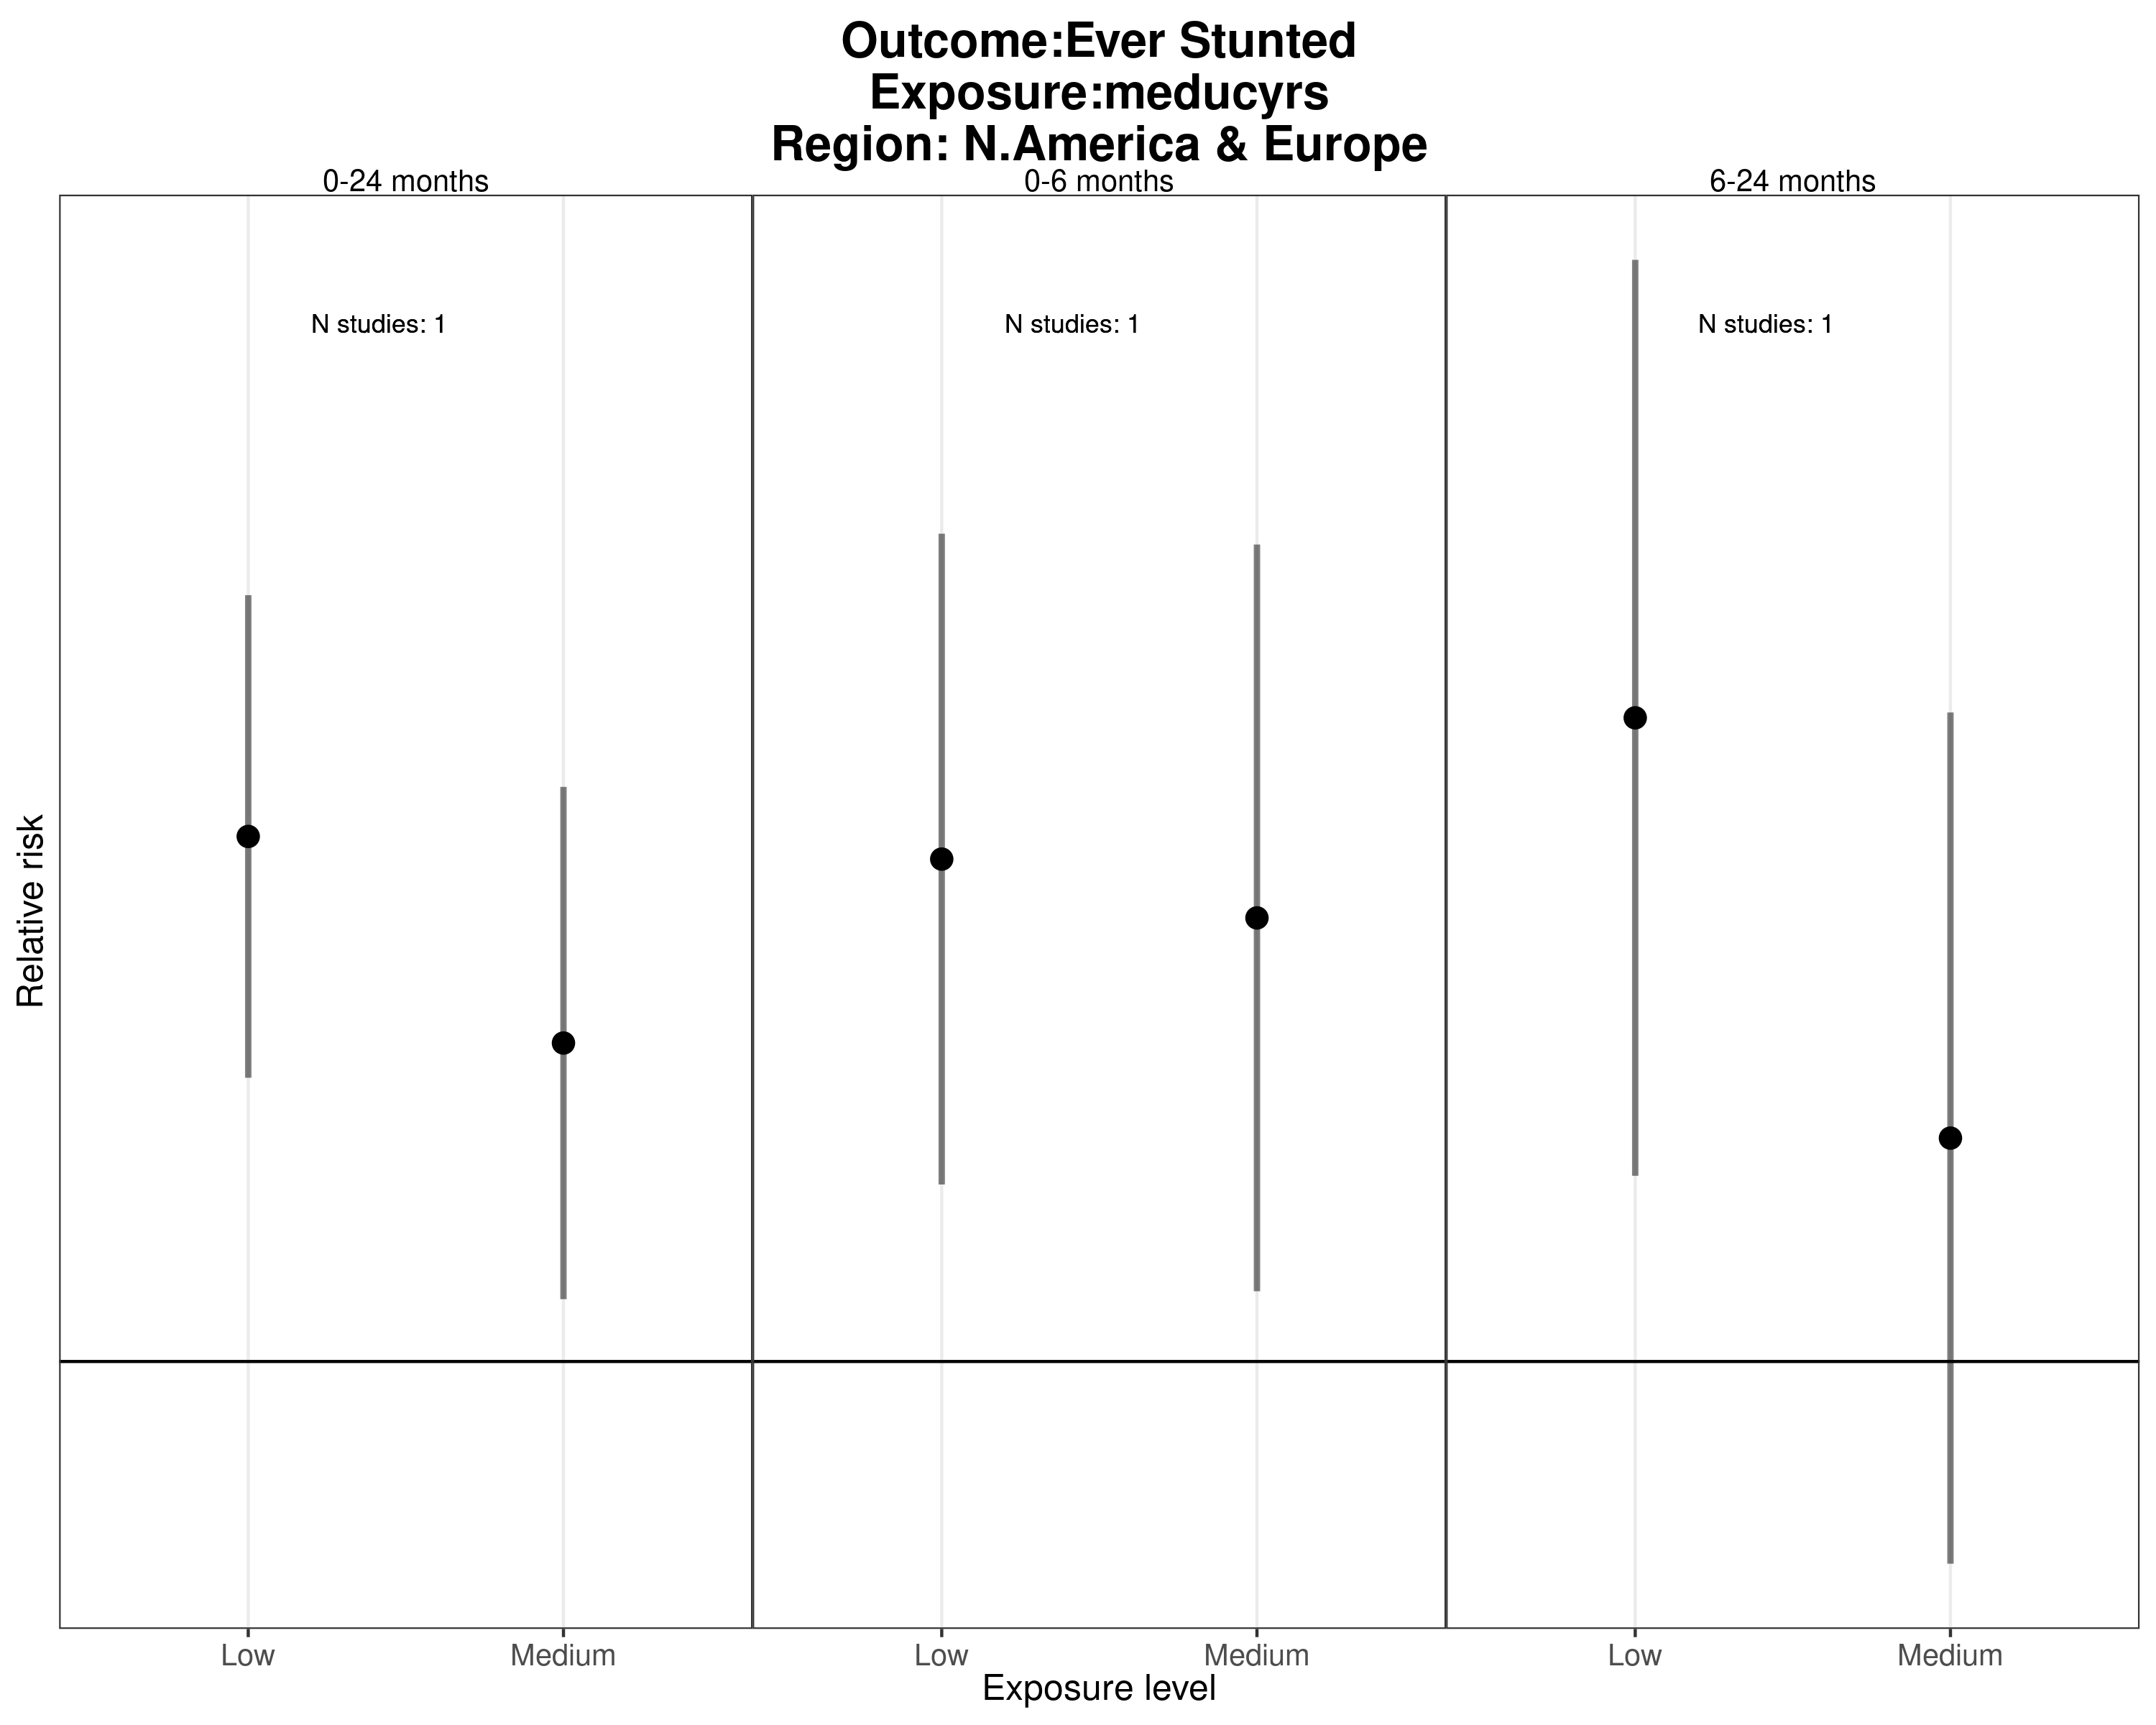 Outcome:Ever Stunted
Exposure:meducyrs
Region: N.America & Europe
0-24 months
0-6 months
6-24 months
N studies: 1
N studies: 1
N studies: 1
Relative risk
Low
Medium
Low
Medium
Low
Medium
Exposure level